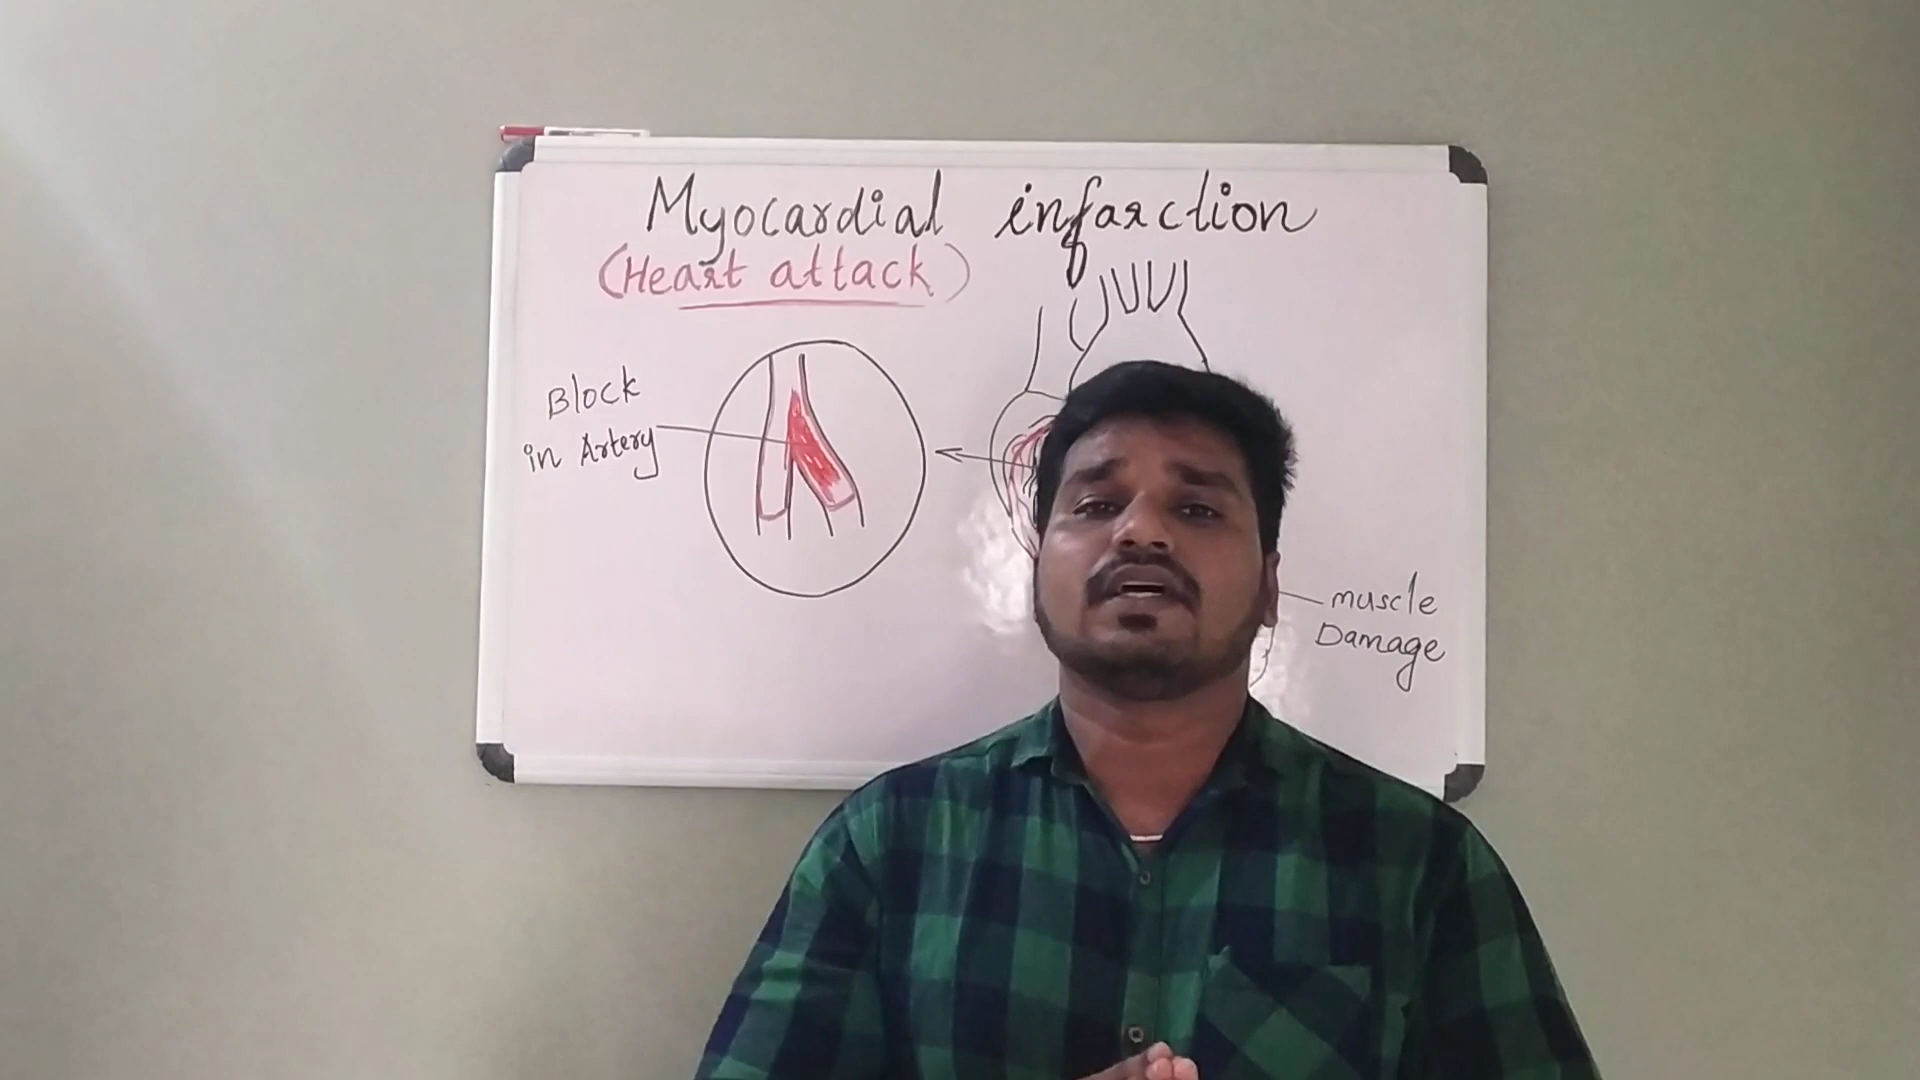 Myocardial infarction
(Heart attack)
Block
in Artery
muscle
Damage